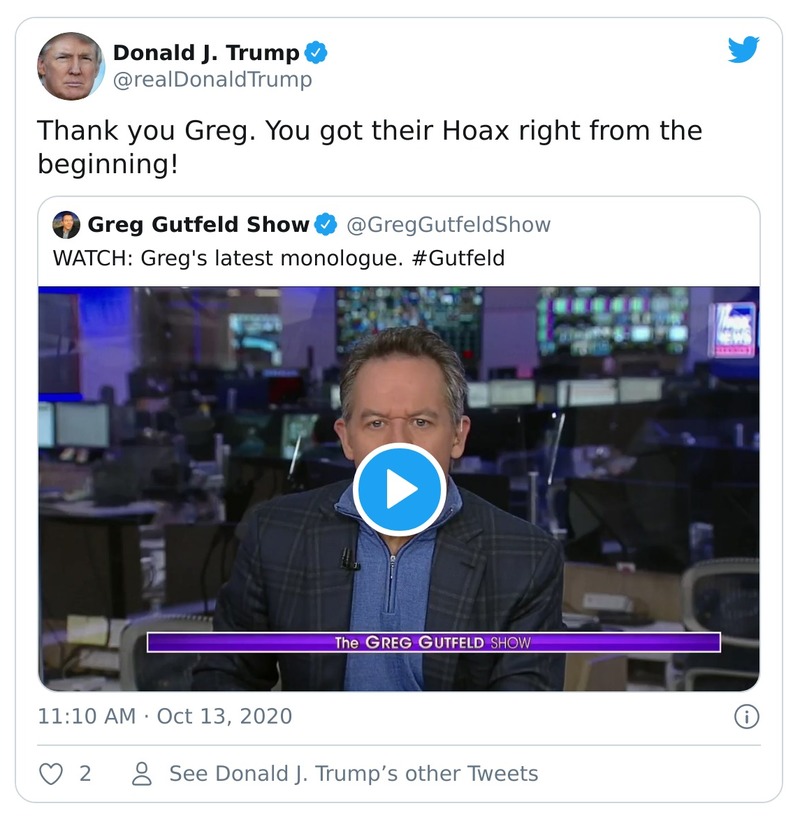 Donald J. Trump
@realDonaldTrump
Thank you Greg. You got their Hoax right from the
beginning!
Greg Gutfeld Show @GregGutfeldShow
WATCH: Greg's latest monologue. #Gutfeld
The GREG GUTFELD SHOW
11:10 AM · Oct 13, 2020
2 See Donald J. Trump’s other Tweets